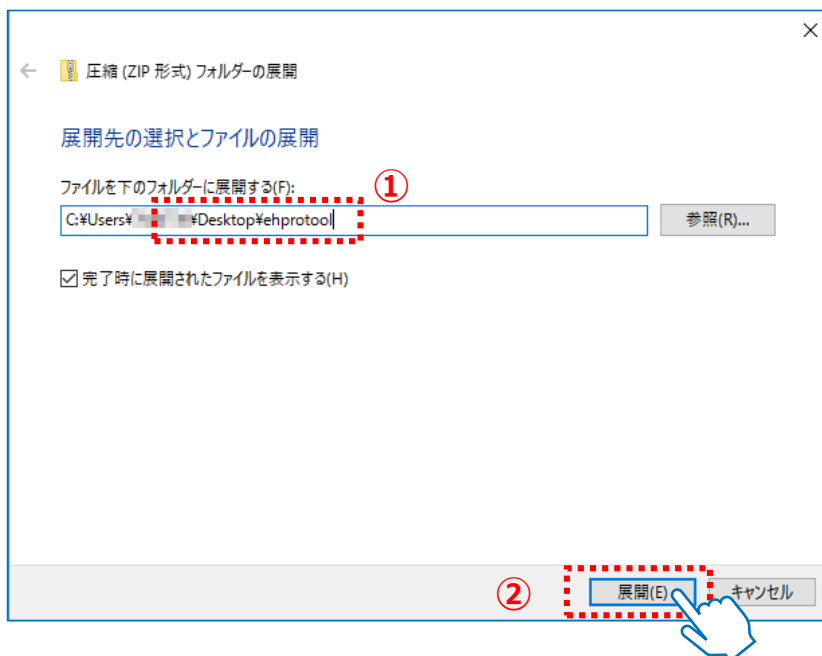 圧縮 (ZIP 形式) フォルダーの展開
展開先の選択とファイルの展開
ファイルを下のフォルダーに展開する(F):
①
C:¥Users¥ ¥Desktop¥ehprotool
参照(R)...
完了時に展開されたファイルを表示する(H)
②
展開(E)
キャンセル